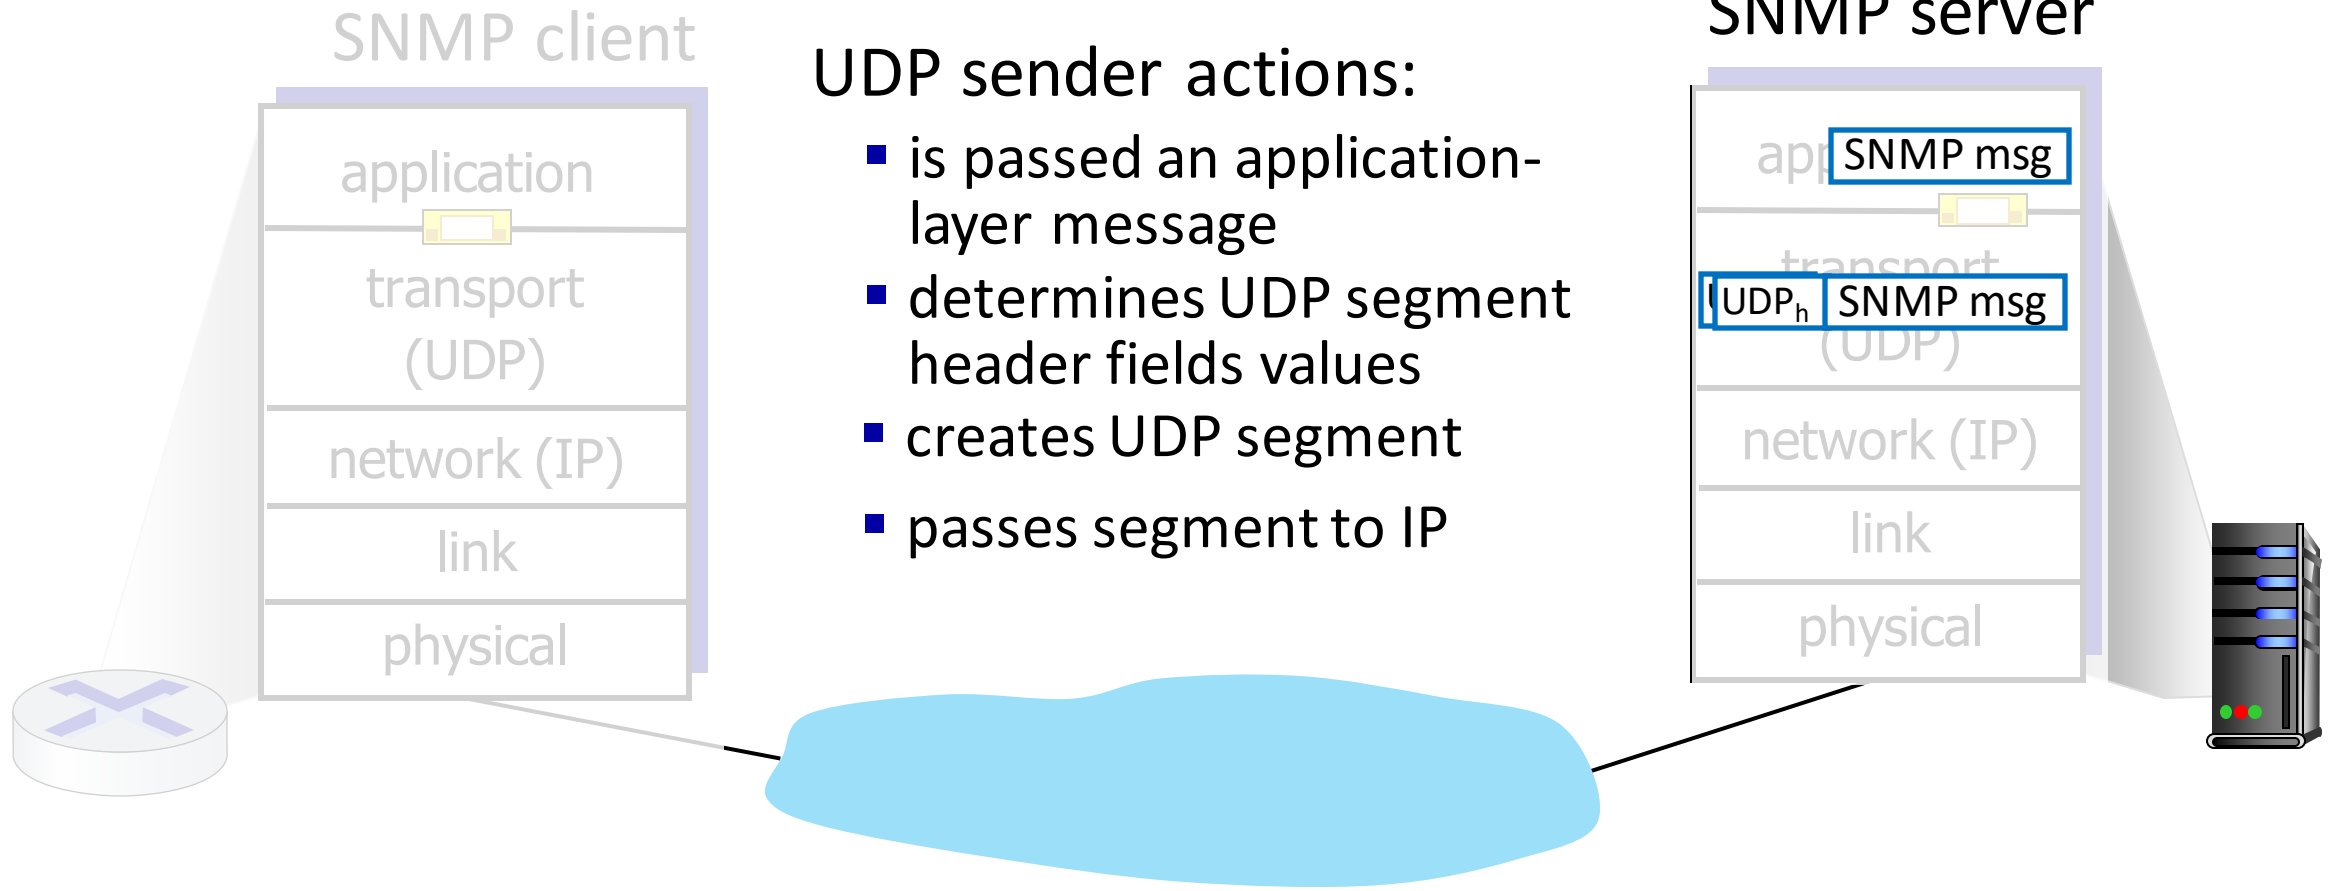 SNMP client
application
transport
(UDP)
network (IP)
link
physical
UDP sender actions:
is passed an application-
layer message
determines UDP segment
header fields values
creates UDP segment
passes segment to IP
SNMP server
SNMP msg
transport
UDPh SNMP msg
(UDP)
network (IP)
link
physical